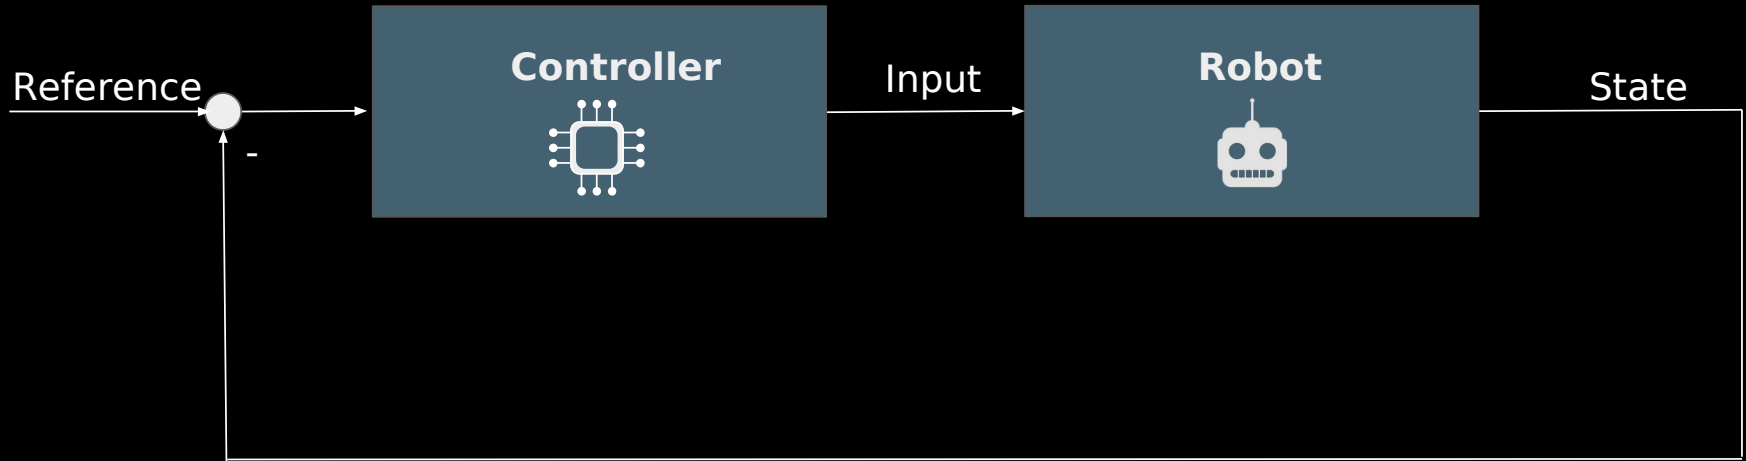 Reference
Controller
Input
Robot
State
-